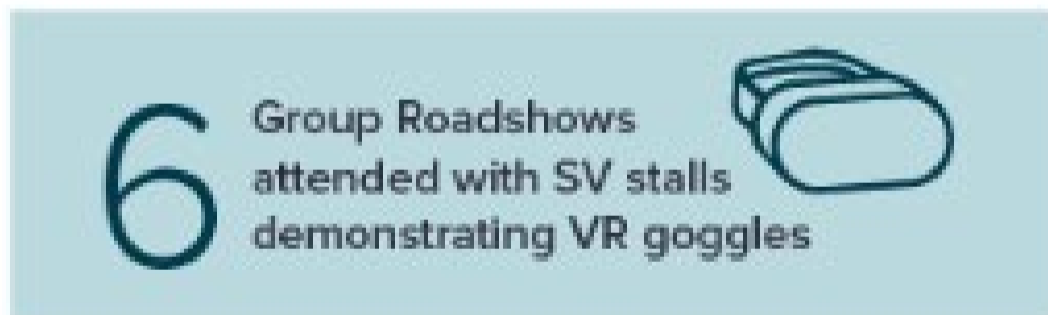 6
Group Roadshows
attended with SV stalls
demonstrating VR goggles